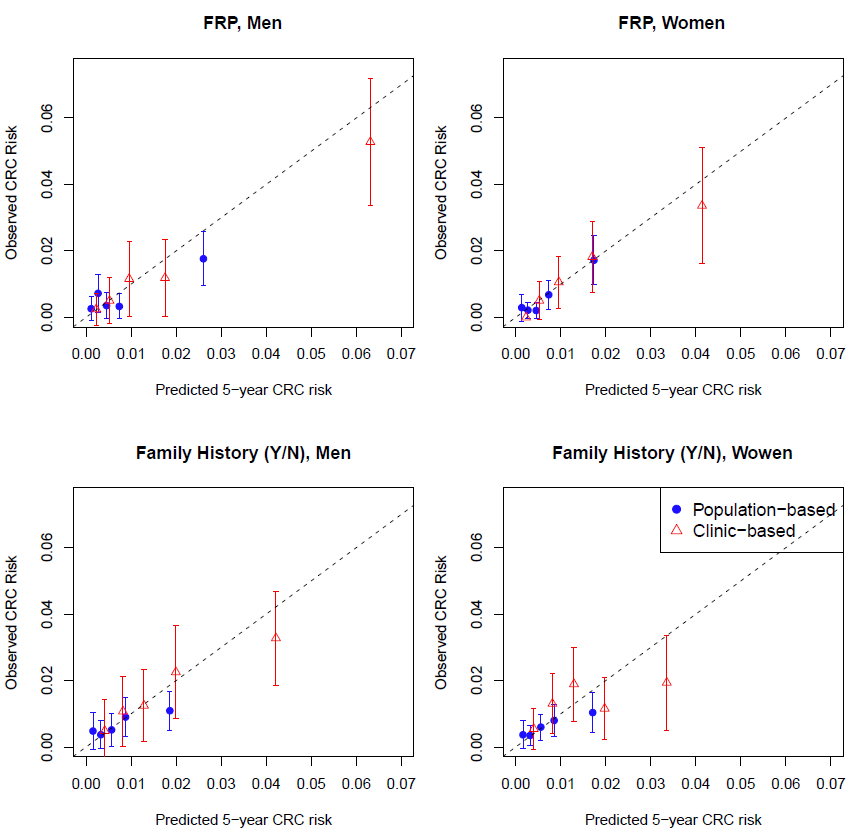 FRP, Men
Observed CRC Risk
0.00 0.02 0.04 0.06
0.00 0.01 0.02 0.03 0.04 0.05 0.06 0.07
Predicted 5−year CRC risk
FRP, Women
Observed CRC Risk
0.00 0.02 0.04 0.06
0.00 0.01 0.02 0.03 0.04 0.05 0.06 0.07
Predicted 5−year CRC risk
Family History (Y/N), Men
Observed CRC Risk
0.00 0.02 0.04 0.06
0.00 0.01 0.02 0.03 0.04 0.05 0.06 0.07
Predicted 5−year CRC risk
Family History (Y/N), Wowen
Population−based
Clinic−based
Observed CRC Risk
0.00 0.02 0.04 0.06
0.00 0.01 0.02 0.03 0.04 0.05 0.06 0.07
Predicted 5−year CRC risk